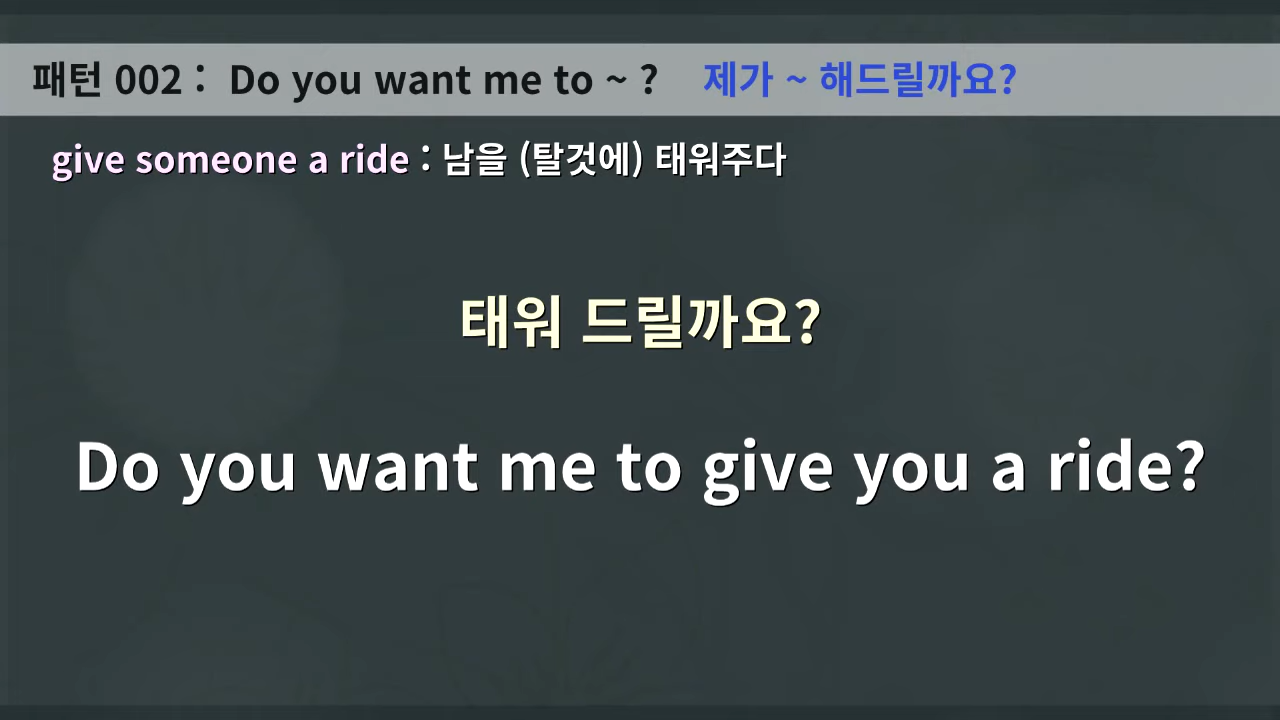 패턴 002 : Do you want me to ~ ? 제가 ~ 해드릴까요?
give someone a ride : 남을 (탈것에) 태워주다
태워 드릴까요?
Do you want me to give you a ride?